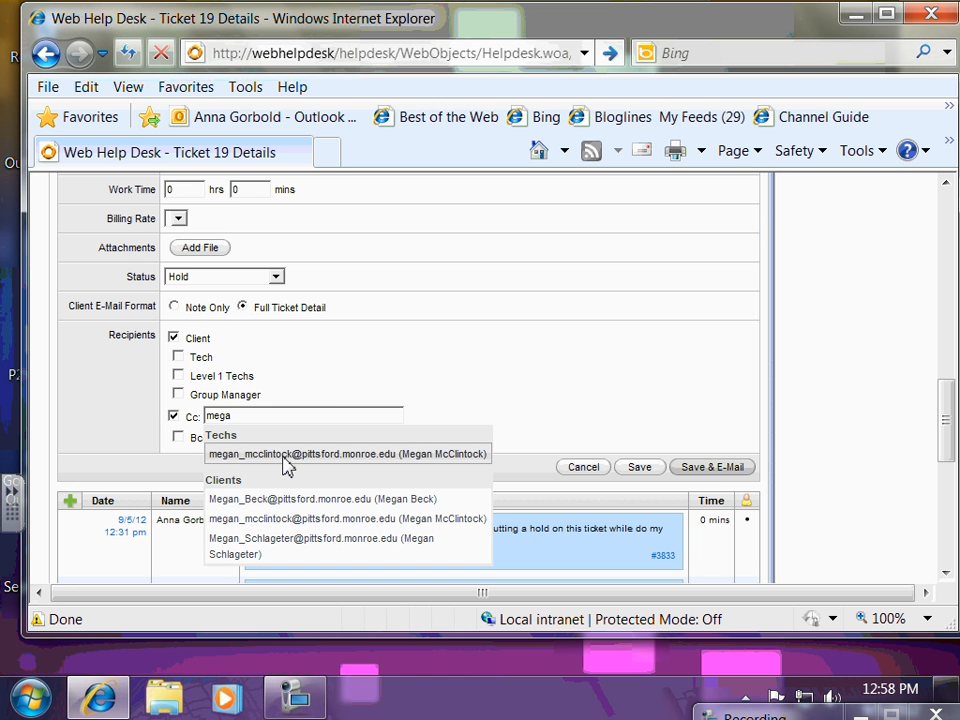 Web Help Desk - Ticket 19 Details - Windows Internet Explorer
http://webhelpdesk/helpdesk/WebObjects/Helpdesk.woa,
Bing
File Edit View Favorites Tools Help
Favorites
Anna Gorbold - Outlook ...
Best of the Web
Bing
Bloglines
My Feeds (29)
Channel Guide
Web Help Desk - Ticket 19 Details
Page
Safety
Tools
Work Time 0 hrs 0 mins
Billing Rate
Attachments Add File
Status Hold
Client E-Mail Format Note Only Full Ticket Detail
Recipients Client
Tech
Level 1 Techs
Group Manager
Cc: mega
Bc
Techs
megan_mcclintock@pittsford.monroe.edu (Megan McClintock)
Clients
Megan_Beck@pittsford.monroe.edu (Megan Beck)
megan_mcclintock@pittsford.monroe.edu (Megan McClintock)
Megan_Schlageter@pittsford.monroe.edu (Megan
Schlageter)
Cancel Save Save & E-Mail
Date Name Time
9/5/12 Anna Gorb
12:31 pm
utting a hold on this ticket while do my
0 mins
#3833
Done
Local intranet | Protected Mode: Off
100%
12:58 PM
Recording